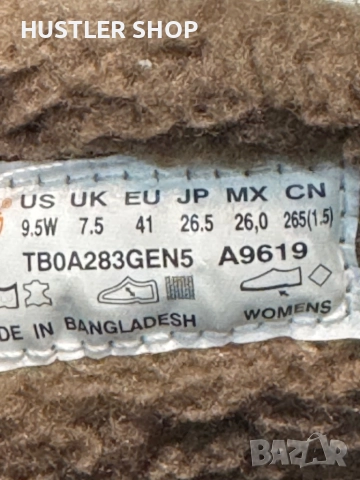 HUSTLER SHOP
US UK EU JP MX CN
9.5W 7.5 41 26.5 26,0 265(1.5)
TB0A283GEN5 A9619
DE IN BANGLADESH WOMENS
BAZAR